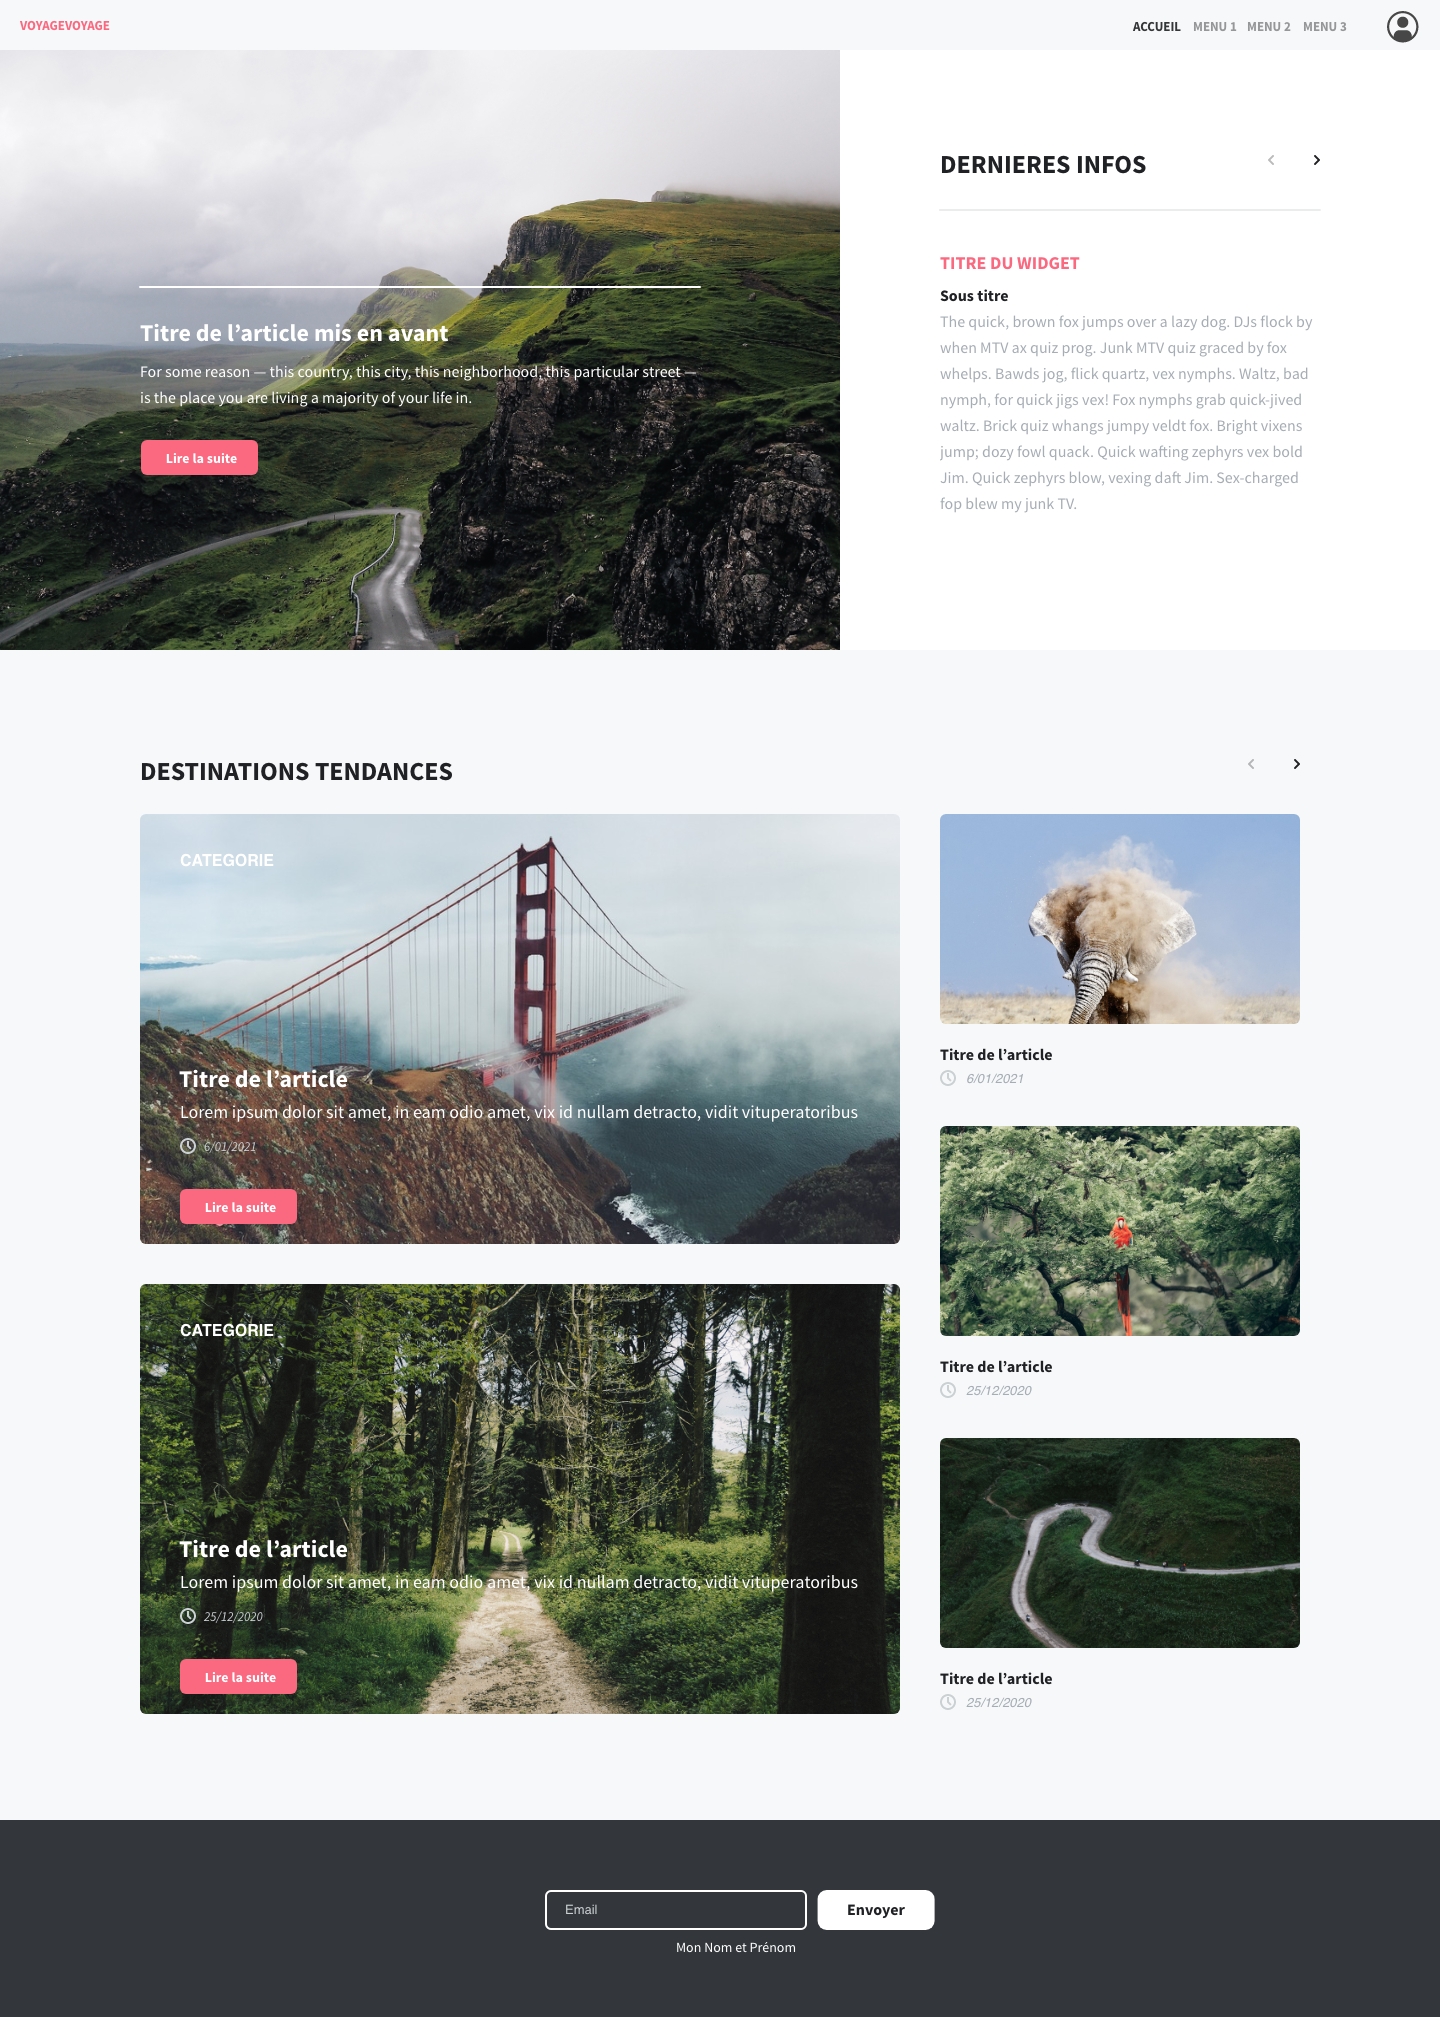 VOYAGEVOYAGE
ACCUEIL MENU 1 MENU 2 MENU 3
Titre de l’article mis en avant
For some reason — this country, this city, this neighborhood, this particular street —
is the place you are living a majority of your life in.
Lire la suite
DERNIERES INFOS
TITRE DU WIDGET
Sous titre
The quick, brown fox jumps over a lazy dog. DJs flock by
when MTV ax quiz prog. Junk MTV quiz graced by fox
whelps. Bawds jog, flick quartz, vex nymphs. Waltz, bad
nymph, for quick jigs vex! Fox nymphs grab quick-jived
waltz. Brick quiz whangs jumpy veldt fox. Bright vixens
jump; dozy fowl quack. Quick wafting zephyrs vex bold
Jim. Quick zephyrs blow, vexing daft Jim. Sex-charged
fop blew my junk TV.
DESTINATIONS TENDANCES
CATEGORIE
Titre de l’article
Lorem ipsum dolor sit amet, in eam odio amet, vix id nullam detracto, vidit vituperatoribus
6/01/2021
Lire la suite
CATEGORIE
Titre de l’article
Lorem ipsum dolor sit amet, in eam odio amet, vix id nullam detracto, vidit vituperatoribus
25/12/2020
Lire la suite
Titre de l’article
6/01/2021
Titre de l’article
25/12/2020
Titre de l’article
25/12/2020
Email
Envoyer
Mon Nom et Prénom